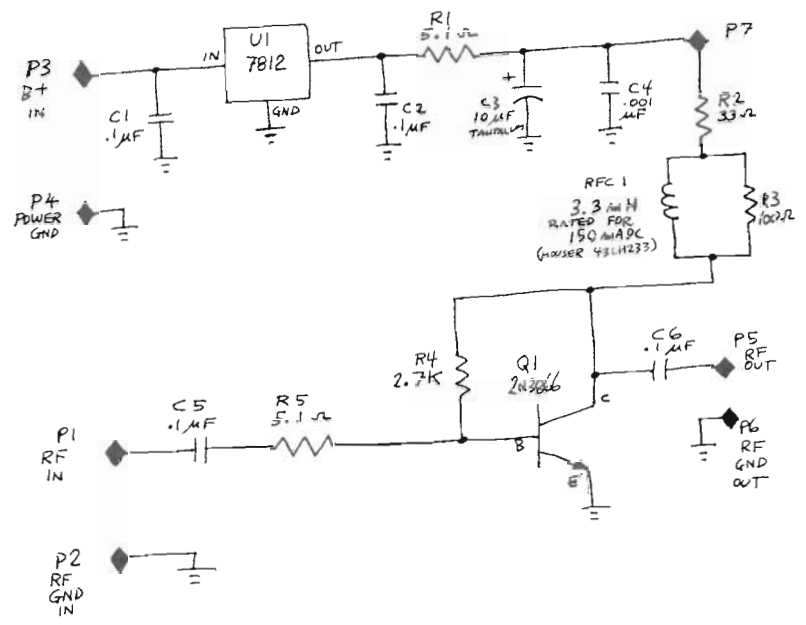 R1
5.1Ω
P7
U1
7812
IN
OUT
GND
P3
B+
IN
C1
.1µF
C2
.1µF
C3
10µF
TANTALUM
C4
.001
µF
R2
33Ω
P4
POWER
GND
RFC 1
3.3 mH
RATED FOR
150 mADC
(MOUSER 43LH233)
R3
100Ω
R4
2.7K
Q1
C6
.1µF
P5
RF
OUT
C
B
E
P6
RF
GND
OUT
C5
.1µF
R5
5.1Ω
P1
RF
IN
P2
RF
GND
IN